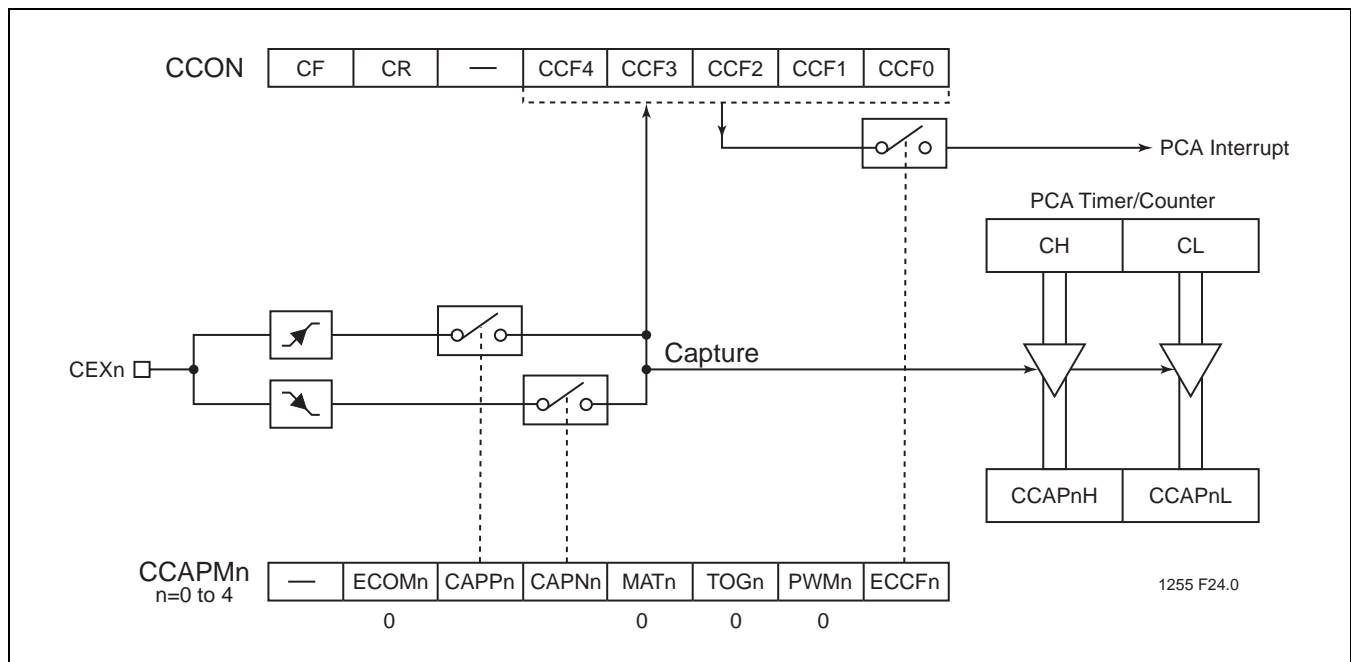 CCON CF CR — CCF4 CCF3 CCF2 CCF1 CCF0
PCA Interrupt
PCA Timer/Counter
CH CL
CEXn
Capture
CCAPnH CCAPnL
CCAPMn — ECOMn CAPPn CAPNn MATn TOGn PWMn ECCFn
n=0 to 4
0 0 0 0
1255 F24.0